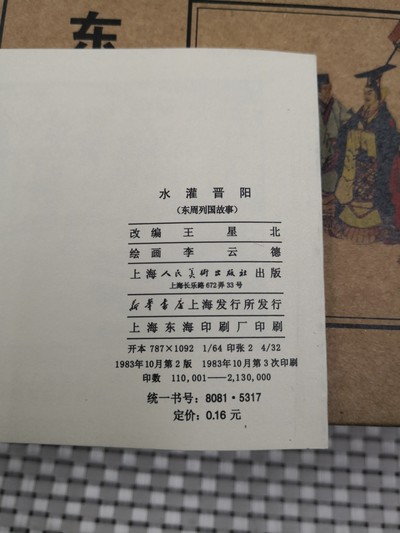 东
水灌晋阳
(东周列国故事)
改编 王星北
绘画 李云德
上海人民美術出版社出版
上海长乐路672弄33号
新华書店上海发行所发行
上海东海印刷厂印刷
开本 787×1092 1/64 印张 2 4/32
1983年10月第2版 1983年10月第3次印刷
印数 110,001—2,130,000
统一书号：8081·5317
定价：0.16元